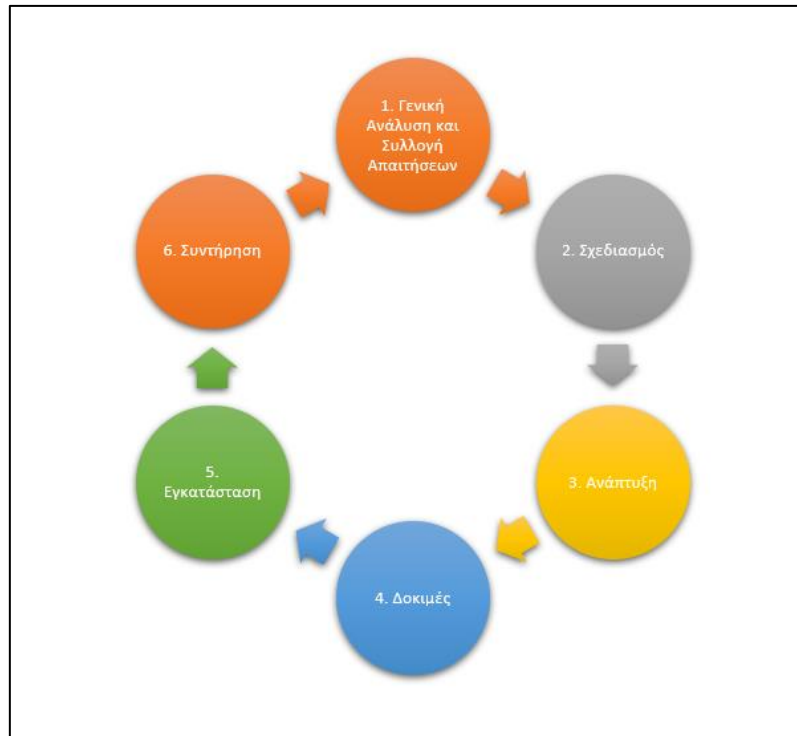 1. Γενική
Ανάλυση και
Συλλογή
Απαιτήσεων
2. Σχεδιασμός
3. Ανάπτυξη
4. Δοκιμές
5.
Εγκατάσταση
6. Συντήρηση